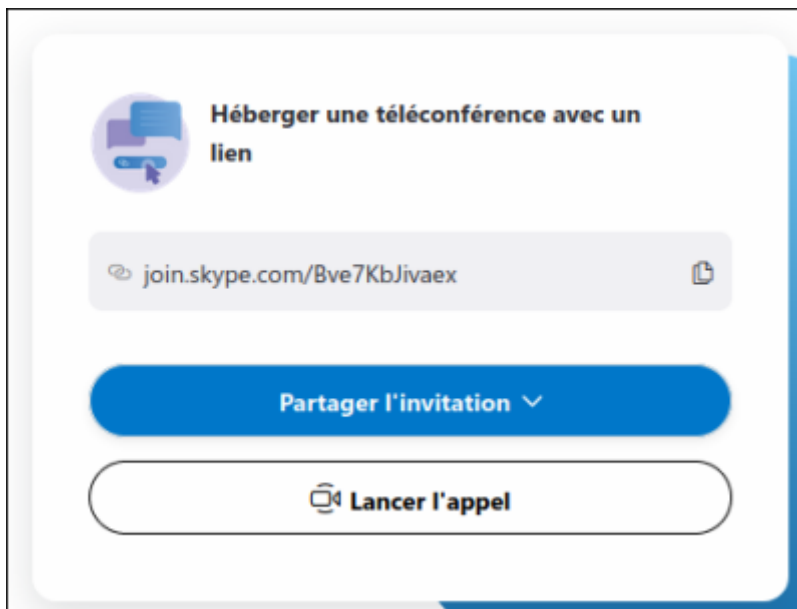 Héberger une téléconférence avec un
lien
join.skype.com/Bve7KbJivaex
Partager l'invitation
Lancer l'appel